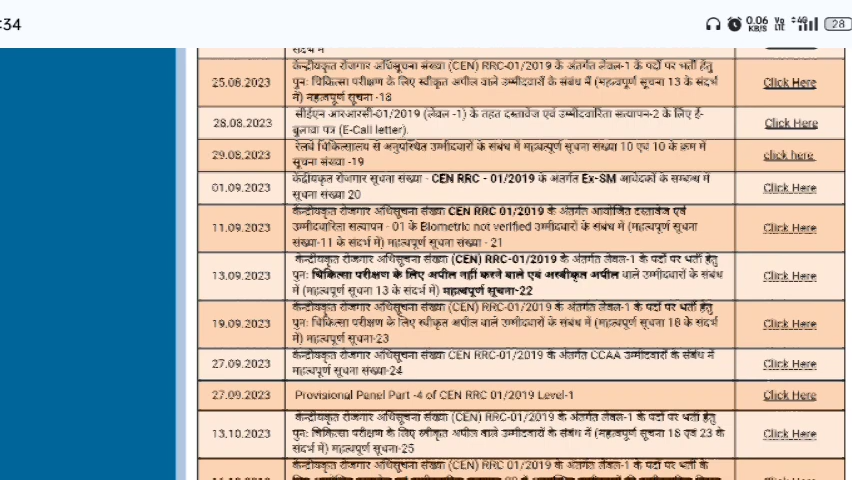 :34
0.06 KB/S Vo LTE 4G 28
संदर्भ में
25.08.2023
केन्द्रीयकृत रोजगार अधिसूचना संख्या (CEN) RRC-01/2019 के अंतर्गत लेवल-1 के पदों पर भर्ती हेतु
पुनः चिकित्सा परीक्षण के लिए स्वीकृत अपील वाले उम्मीदवारों के संबंध में (महत्वपूर्ण सूचना 13 के संदर्भ
में) महत्वपूर्ण सूचना -18
Click Here
28.08.2023
सीईएन आरआरसी-01/2019 (लेवल -1) के तहत दस्तावेज एवं उम्मीदवारिता सत्यापन-2 के लिए ई-
बुलावा पत्र (E-Call letter).
Click Here
29.08.2023
रेलवे चिकित्सालय से अनुपस्थित उम्मीदवारों के संबंध में महत्वपूर्ण सूचना संख्या 10 एवं 10 के क्रम में
सूचना संख्या -19
click here
01.09.2023
केंद्रीयकृत रोजगार सूचना संख्या - CEN RRC - 01/2019 के अंतर्गत Ex-SM आवेदकों के सम्बन्ध में
सूचना संख्या 20
Click Here
11.09.2023
केन्द्रीयकृत रोजगार अधिसूचना संख्या CEN RRC 01/2019 के अंतर्गत आयोजित दस्तावेज एवं
उम्मीदवारिता सत्यापन - 01 के Biometric not verified उम्मीदवारों के संबंध में (महत्वपूर्ण सूचना
संख्या-11 के संदर्भ में) महत्वपूर्ण सूचना संख्या - 21
Click Here
13.09.2023
केन्द्रीयकृत रोजगार अधिसूचना संख्या (CEN) RRC-01/2019 के अंतर्गत लेवल-1 के पदों पर भर्ती हेतु
पुनः चिकित्सा परीक्षण के लिए अपील नहीं करने वाले एवं अस्वीकृत अपील वाले उम्मीदवारों के संबंध
में (महत्वपूर्ण सूचना 13 के संदर्भ में) महत्वपूर्ण सूचना-22
Click Here
19.09.2023
केन्द्रीयकृत रोजगार अधिसूचना संख्या (CEN) RRC-01/2019 के अंतर्गत लेवल-1 के पदों पर भर्ती हेतु
पुनः चिकित्सा परीक्षण के लिए स्वीकृत अपील वाले उम्मीदवारों के संबंध में (महत्वपूर्ण सूचना 18 के संदर्भ
में) महत्वपूर्ण सूचना-23
Click Here
27.09.2023
केन्द्रीयकृत रोजगार अधिसूचना संख्या CEN RRC-01/2019 के अंतर्गत CCAA उम्मीदवारों के संबंध में
महत्वपूर्ण सूचना संख्या-24
Click Here
27.09.2023
Provisional Panel Part -4 of CEN RRC 01/2019 Level-1
Click Here
13.10.2023
केन्द्रीयकृत रोजगार अधिसूचना संख्या (CEN) RRC-01/2019 के अंतर्गत लेवल-1 के पदों पर भर्ती हेतु
पुनः चिकित्सा परीक्षण के लिए स्वीकृत अपील वाले उम्मीदवारों के संबंध में (महत्वपूर्ण सूचना 18 एवं 23 के
संदर्भ में) महत्वपूर्ण सूचना-25
Click Here
केन्द्रीयकृत रोजगार अधिसूचना संख्या (CEN) RRC 01/2019 के अंतर्गत लेवल-1 के पदों पर भर्ती के